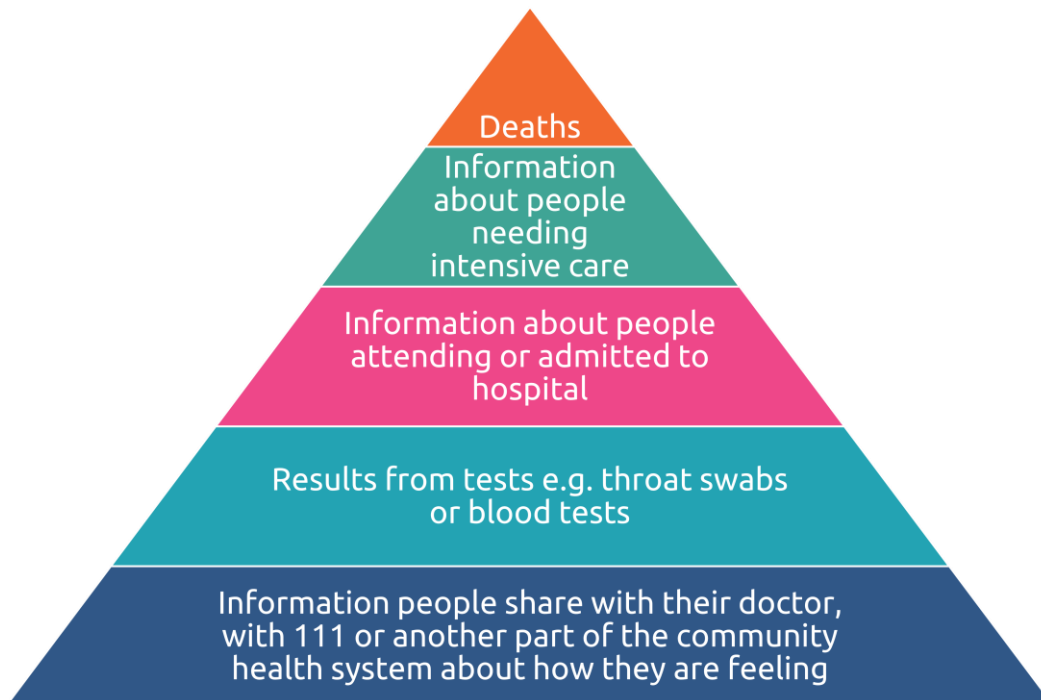 Deaths
Information
about people
needing
intensive care
Information about people
attending or admitted to
hospital
Results from tests e.g. throat swabs
or blood tests
Information people share with their doctor,
with 111 or another part of the community
health system about how they are feeling